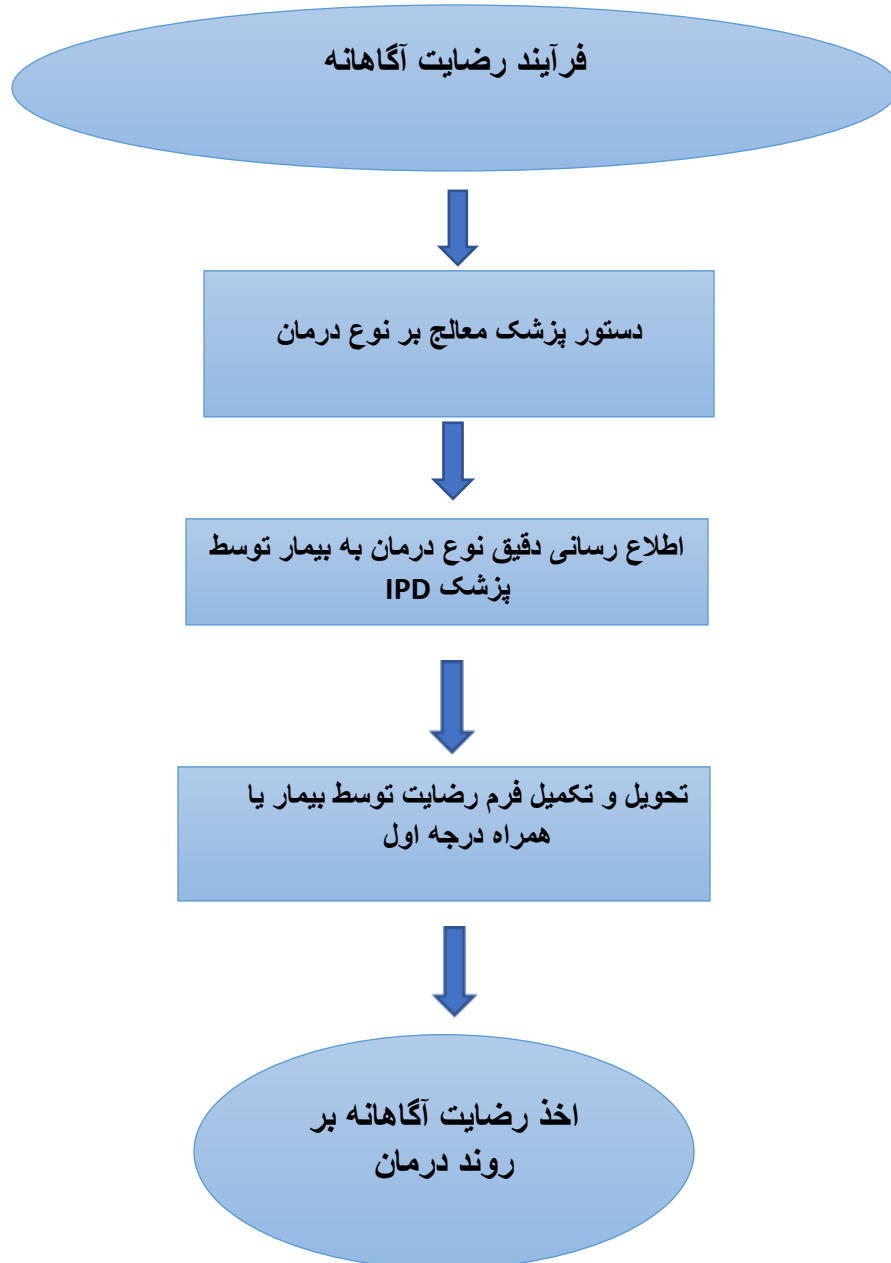 فرآیند رضایت آگاهانه
دستور پزشک معالج بر نوع درمان
اطلاع رسانی دقیق نوع درمان به بیمار توسط
پزشک IPD
تحویل و تکمیل فرم رضایت توسط بیمار یا
همراه درجه اول
اخذ رضایت آگاهانه بر
روند درمان